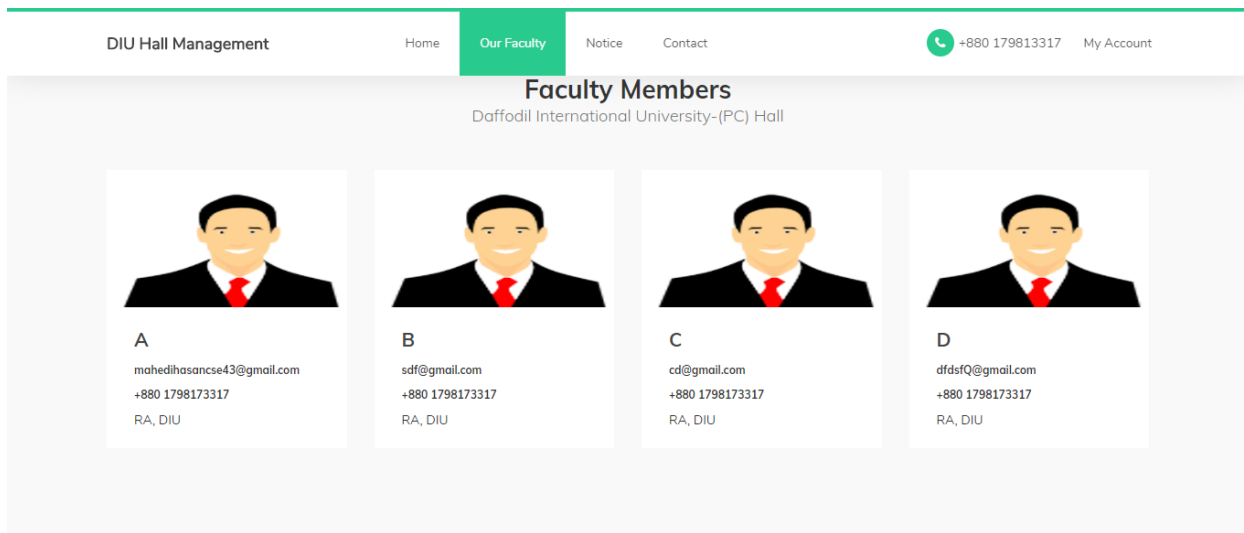 DIU Hall Management
Home
Our Faculty
Notice
Contact
+880 179813317
My Account
Faculty Members
Daffodil International University-(PC) Hall
A
mahedihasancse43@gmail.com
+880 1798173317
RA, DIU
B
sdf@gmail.com
+880 1798173317
RA, DIU
C
cd@gmail.com
+880 1798173317
RA, DIU
D
dfdsfQ@gmail.com
+880 1798173317
RA, DIU